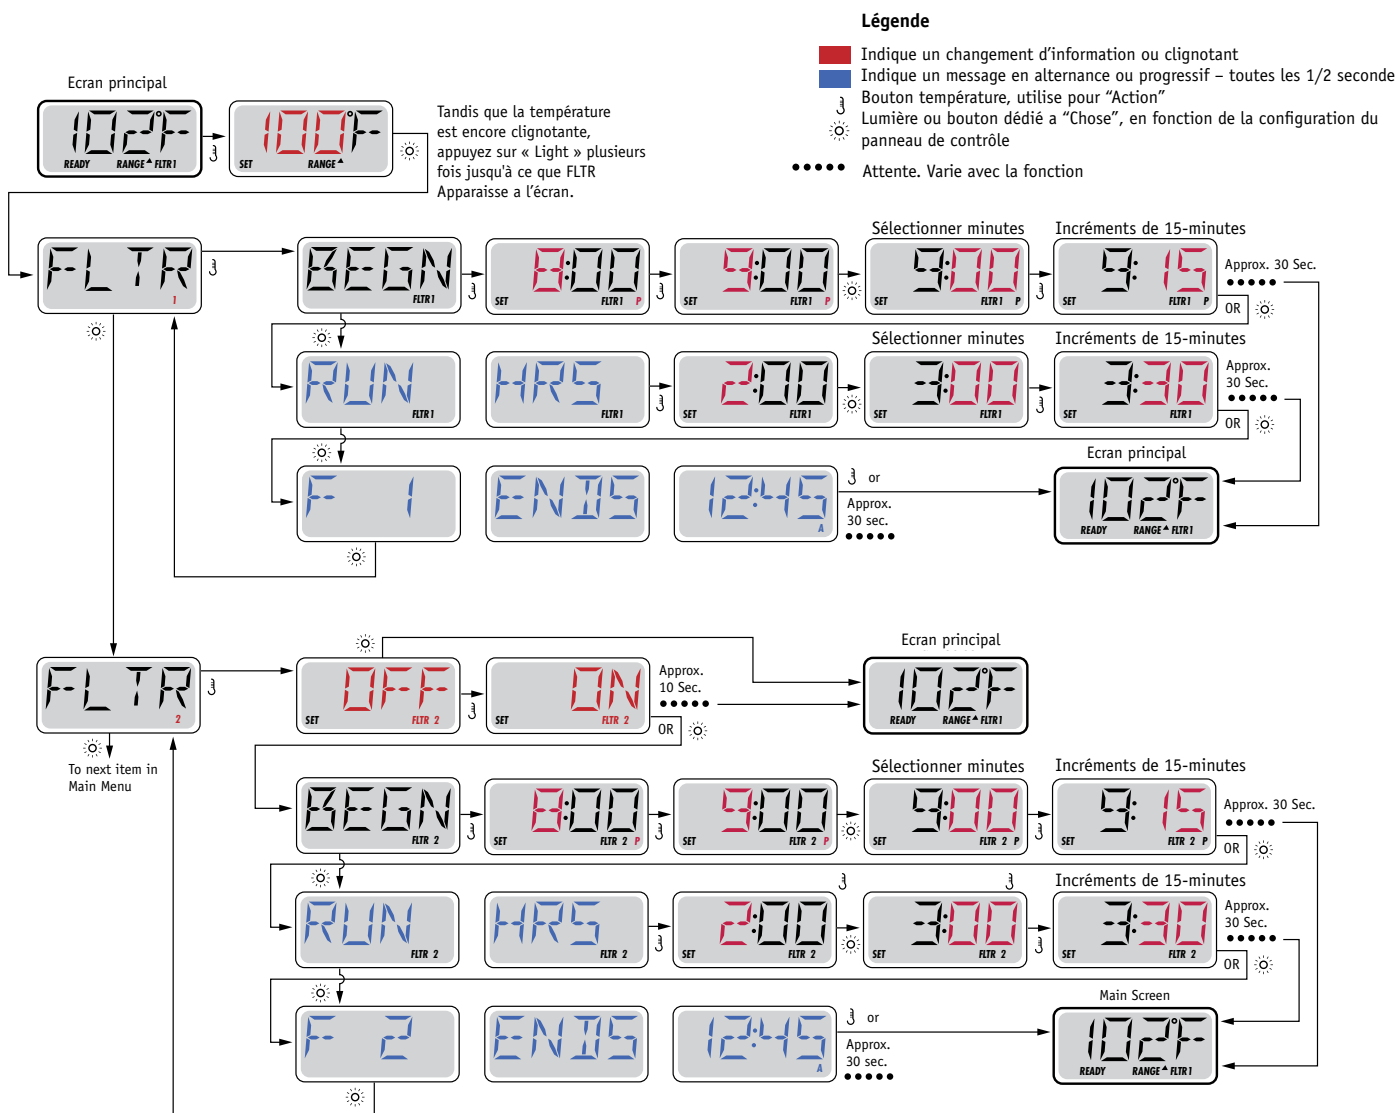 Légende
Indique un changement d'information ou clignotant
Indique un message en alternance ou progressif – toutes les 1/2 seconde
Bouton température, utilise pour “Action”
Lumière ou bouton dédié a “Chose”, en fonction de la configuration du
panneau de contrôle
Attente. Varie avec la fonction
Ecran principal
102°F
READY RANGE FLTR1
100°F
SET RANGE
Tandis que la température
est encore clignotante,
appuyez sur « Light » plusieurs
fois jusqu'à ce que FLTR
Apparaisse a l’écran.
Sélectionner minutes
Incréments de 15-minutes
FLTR
1
BEGN
FLTR1
8:00
SET FLTR1 P
9:00
SET FLTR1 P
9:00
SET FLTR1 P
9:15
SET FLTR1 P
Approx. 30 Sec.
OR
Sélectionner minutes
Incréments de 15-minutes
RUN
FLTR1
HRS
FLTR1
2:00
SET FLTR1
3:00
SET FLTR1
3:30
SET FLTR1
Approx.
30 Sec.
OR
F 1
ENDS
12:45
A
or
Approx.
30 sec.
Ecran principal
102°F
READY RANGE FLTR1
FLTR
2
To next item in
Main Menu
OFF
SET FLTR 2
ON
SET FLTR 2
Approx.
10 Sec.
OR
Ecran principal
102°F
READY RANGE FLTR1
Sélectionner minutes
Incréments de 15-minutes
BEGN
FLTR 2
8:00
SET FLTR 2 P
9:00
SET FLTR 2 P
9:00
SET FLTR 2 P
9:15
SET FLTR 2 P
Approx. 30 Sec.
OR
Incréments de 15-minutes
RUN
FLTR 2
HRS
FLTR 2
2:00
SET FLTR 2
3:00
SET FLTR 2
3:30
SET FLTR 2
Approx.
30 Sec.
OR
F 2
ENDS
12:45
A
or
Approx.
30 sec.
Main Screen
102°F
READY RANGE FLTR1